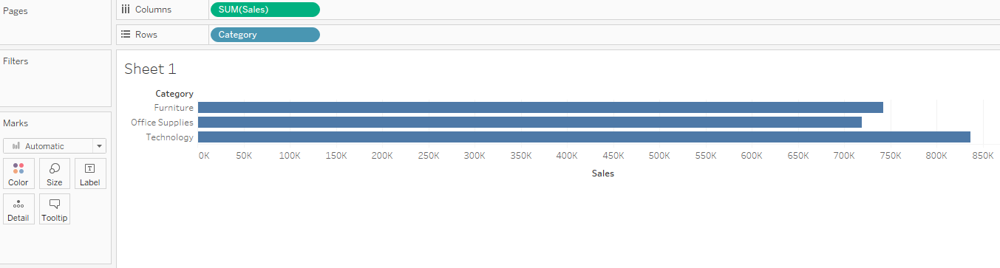 Pages
Columns
SUM(Sales)
Rows
Category
Filters
Marks
Automatic
Color
Size
Label
Detail
Tooltip
Sheet 1
Category
Furniture
Office Supplies
Technology
0K 50K 100K 150K 200K 250K 300K 350K 400K 450K 500K 550K 600K 650K 700K 750K 800K 850K
Sales